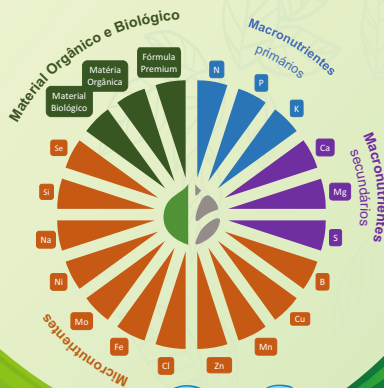 Material Orgânico e Biológico
Fórmula
Premium
Matéria
Orgânica
Material
Biológico
Macronutrientes
primários
N
P
K
Macronutrientes
secundários
Ca
Mg
S
B
Cu
Mn
Zn
Cl
Fe
Mo
Ni
Na
Si
Se
Micronutrientes